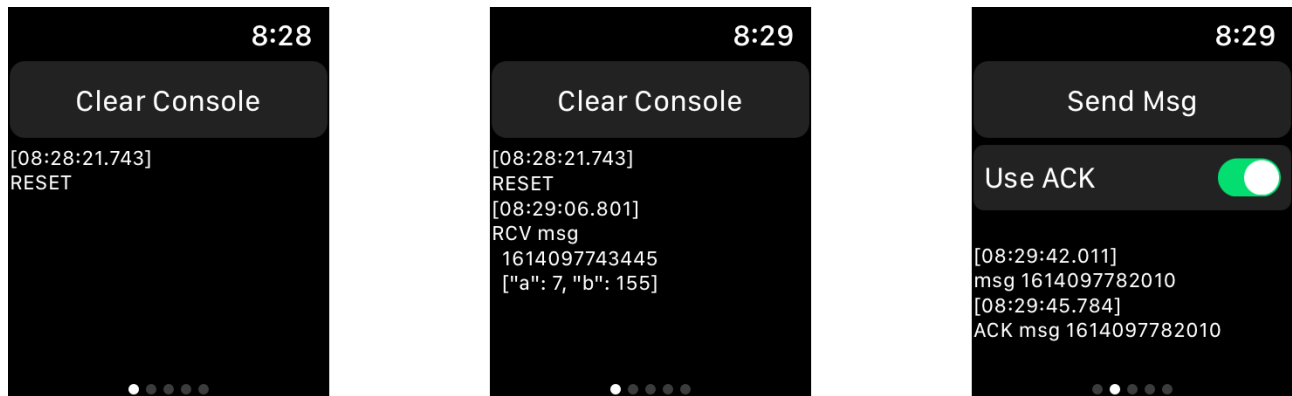 8:28
Clear Console
[08:28:21.743]
RESET
8:29
Clear Console
[08:28:21.743]
RESET
[08:29:06.801]
RCV msg
1614097743445
["a": 7, "b": 155]
8:29
Send Msg
Use ACK
[08:29:42.011]
msg 1614097782010
[08:29:45.784]
ACK msg 1614097782010